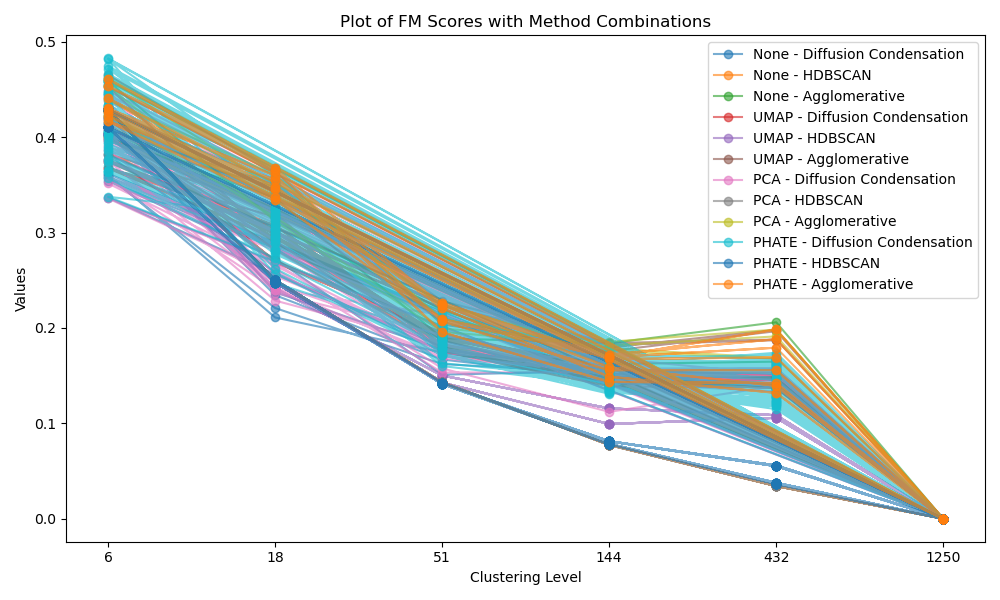 Plot of FM Scores with Method Combinations
Values
0.5
0.4
0.3
0.2
0.1
0.0
None - Diffusion Condensation
None - HDBSCAN
None - Agglomerative
UMAP - Diffusion Condensation
UMAP - HDBSCAN
UMAP - Agglomerative
PCA - Diffusion Condensation
PCA - HDBSCAN
PCA - Agglomerative
PHATE - Diffusion Condensation
PHATE - HDBSCAN
PHATE - Agglomerative
6 18 51 144 432 1250
Clustering Level